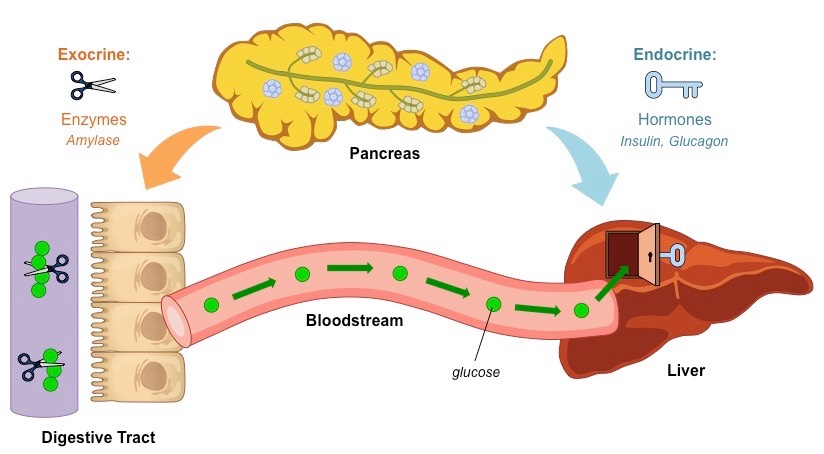 Exocrine:
Enzymes
Amylase
Pancreas
Endocrine:
Hormones
Insulin, Glucagon
Bloodstream
glucose
Liver
Digestive Tract